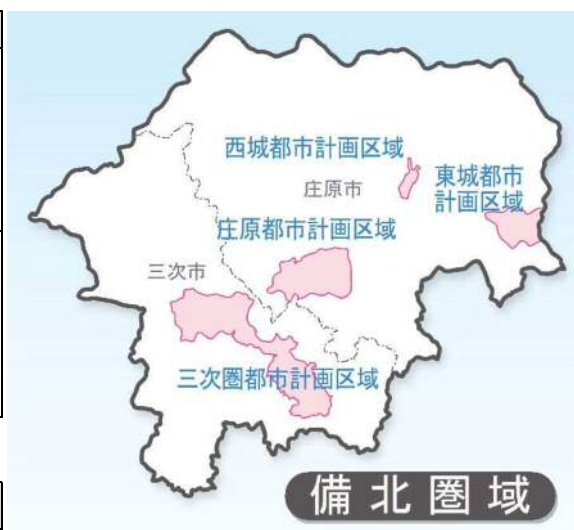 西城都市計画区域
庄原市
東城都市
計画区域
庄原都市計画区域
三次市
三次圏都市計画区域
備北圏域